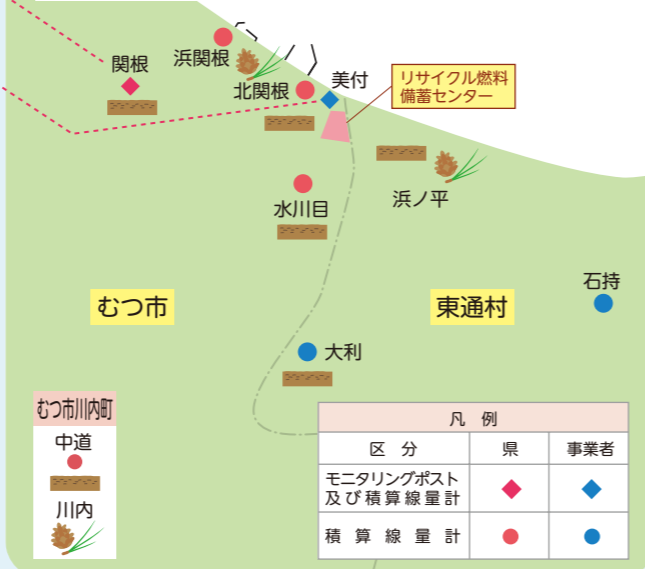 浜関根
関根
北関根
美付
リサイクル燃料
備蓄センター
浜ノ平
水川目
石持
むつ市
東通村
大利
むつ市川内町
中道
川内
凡 例
区 分 県 事業者
モニタリングポスト
及び積算線量計
積 算 線 量 計